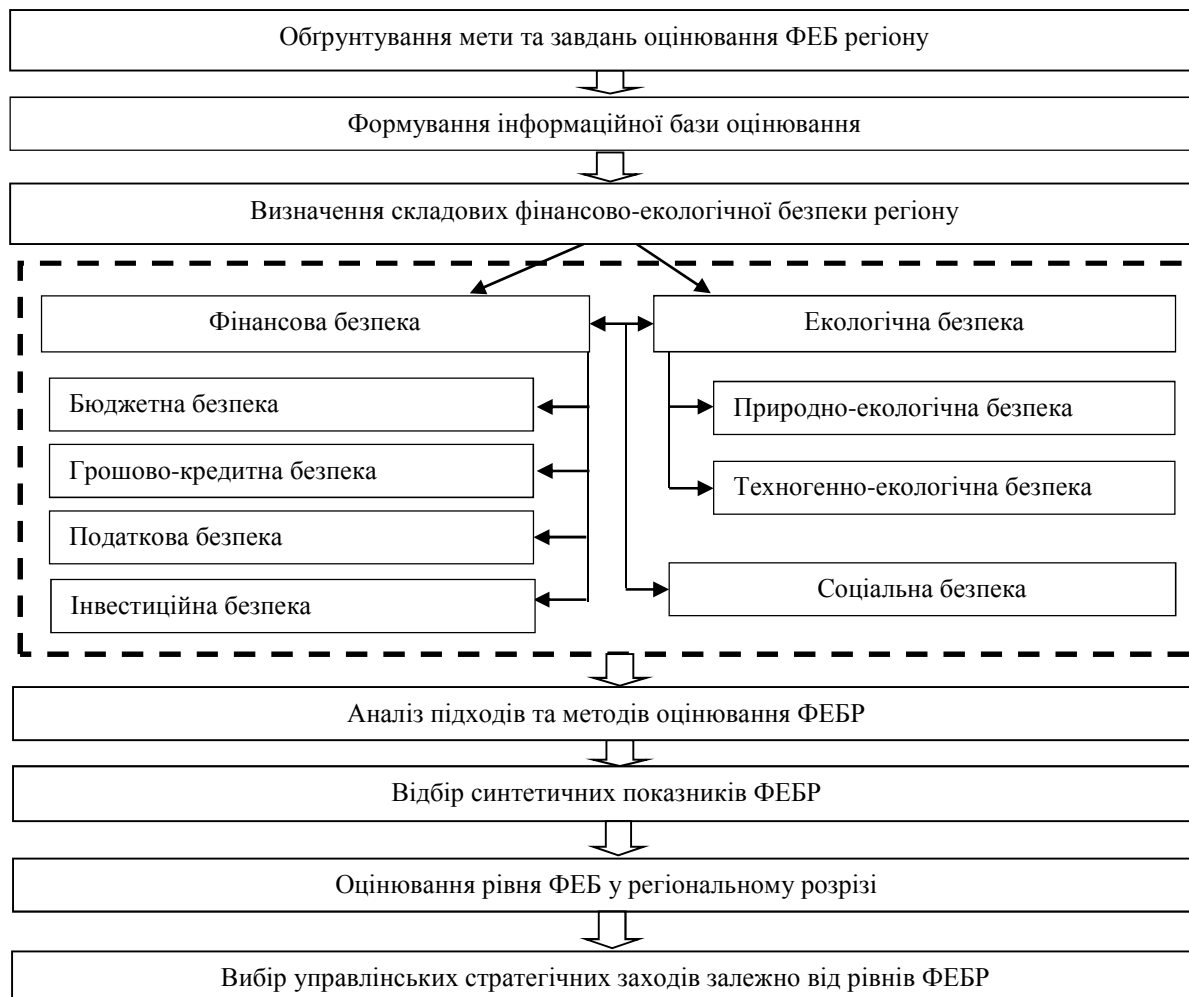 Обґрунтування мети та завдань оцінювання ФЕБ регіону
Формування інформаційної бази оцінювання
Визначення складових фінансово-екологічної безпеки регіону
Фінансова безпека
Екологічна безпека
Бюджетна безпека
Природно-екологічна безпека
Грошово-кредитна безпека
Техногенно-екологічна безпека
Податкова безпека
Інвестиційна безпека
Соціальна безпека
Аналіз підходів та методів оцінювання ФЕБР
Відбір синтетичних показників ФЕБР
Оцінювання рівня ФЕБ у регіональному розрізі
Вибір управлінських стратегічних заходів залежно від рівнів ФЕБР